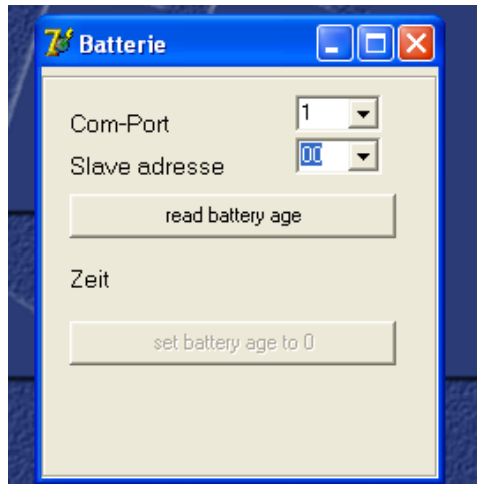 Batterie
Com-Port 1
Slave adresse 00
read battery age
Zeit
set battery age to 0